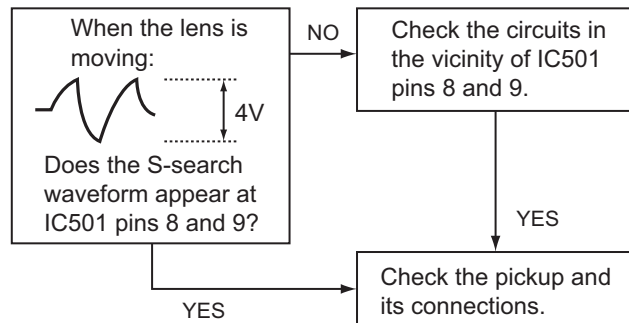 When the lens is
moving:
4V
Does the S-search
waveform appear at
IC501 pins 8 and 9?
NO
Check the circuits in
the vicinity of IC501
pins 8 and 9.
YES
YES
Check the pickup and
its connections.